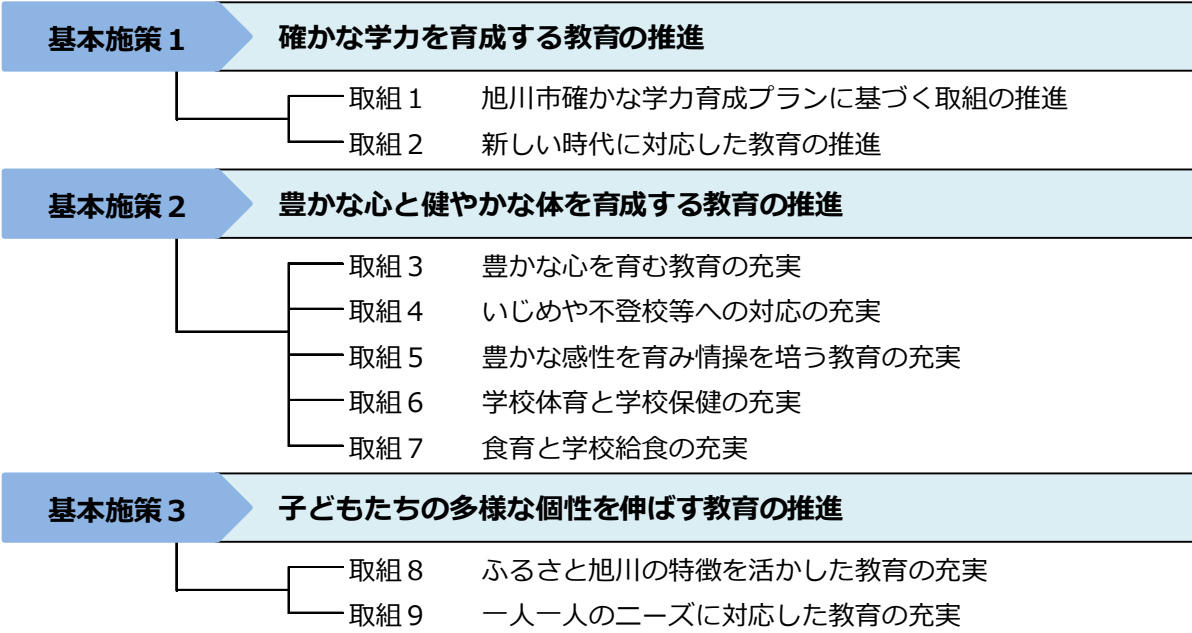 基本施策１ 確かな学力を育成する教育の推進
取組１ 旭川市確かな学力育成プランに基づく取組の推進
取組２ 新しい時代に対応した教育の推進
基本施策２ 豊かな心と健やかな体を育成する教育の推進
取組３ 豊かな心を育む教育の充実
取組４ いじめや不登校等への対応の充実
取組５ 豊かな感性を育み情操を培う教育の充実
取組６ 学校体育と学校保健の充実
取組７ 食育と学校給食の充実
基本施策３ 子どもたちの多様な個性を伸ばす教育の推進
取組８ ふるさと旭川の特徴を活かした教育の充実
取組９ 一人一人のニーズに対応した教育の充実